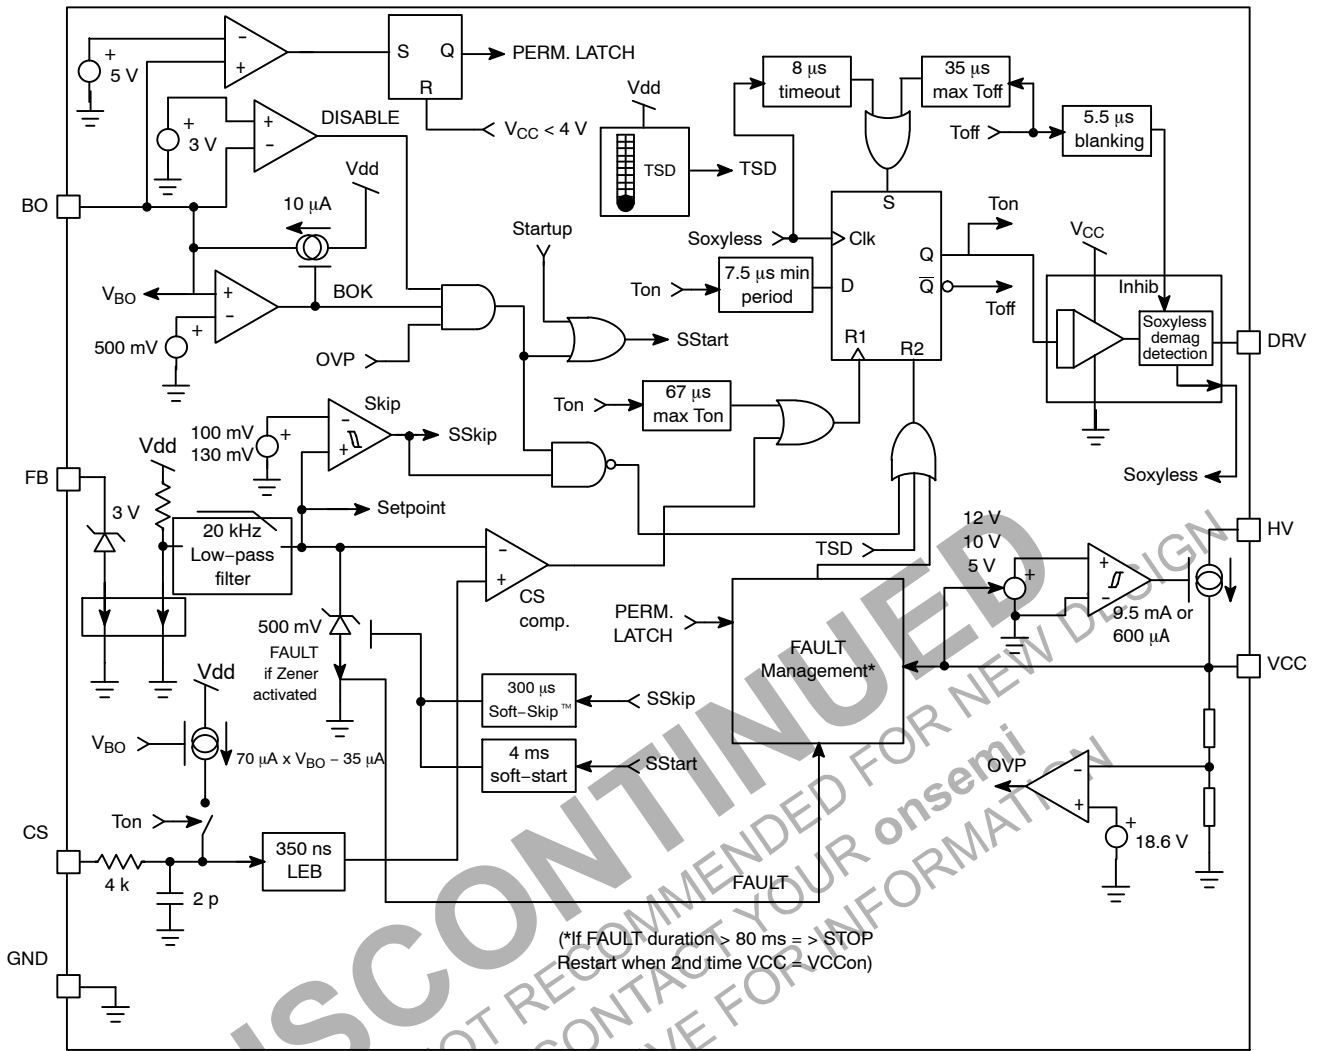 5 V
−
+
+
S
Q
R
PERM. LATCH
VCC < 4 V
+
3 V
+
−
DISABLE
Vdd
10 μA
BO
VBO
+
−
BOK
500 mV
+
OVP
Startup
SStart
Vdd
TSD
TSD
8 μs
timeout
35 μs
max Toff
Toff
5.5 μs
blanking
Soxyless
S
Clk
D
Q
Q
R1
R2
7.5 μs min
period
Ton
Ton
Toff
VCC
Inhib
Soxyless
demag
detection
DRV
Soxyless
Ton
67 μs
max Ton
Skip
−
+
100 mV
130 mV
+
SSkip
Vdd
FB
3 V
20 kHz
Low−pass
filter
Setpoint
−
+
CS
comp.
TSD
12 V
10 V
5 V
+
+
−
9.5 mA or
600 μA
HV
VCC
PERM.
LATCH
FAULT
Management*
500 mV
FAULT
if Zener
activated
300 μs
Soft−Skip™
SSkip
4 ms
soft−start
SStart
Vdd
VBO
70 μA x VBO − 35 μA
Ton
CS
4 k
2 p
350 ns
LEB
FAULT
OVP
−
+
+
18.6 V
GND
(*If FAULT duration > 80 ms = > STOP
Restart when 2nd time VCC = VCCon)
ISCONTINUED
OT RECOMMENDED FOR NEW DESIGN
CONTACT YOUR onsemi
VE FOR INFORMATION